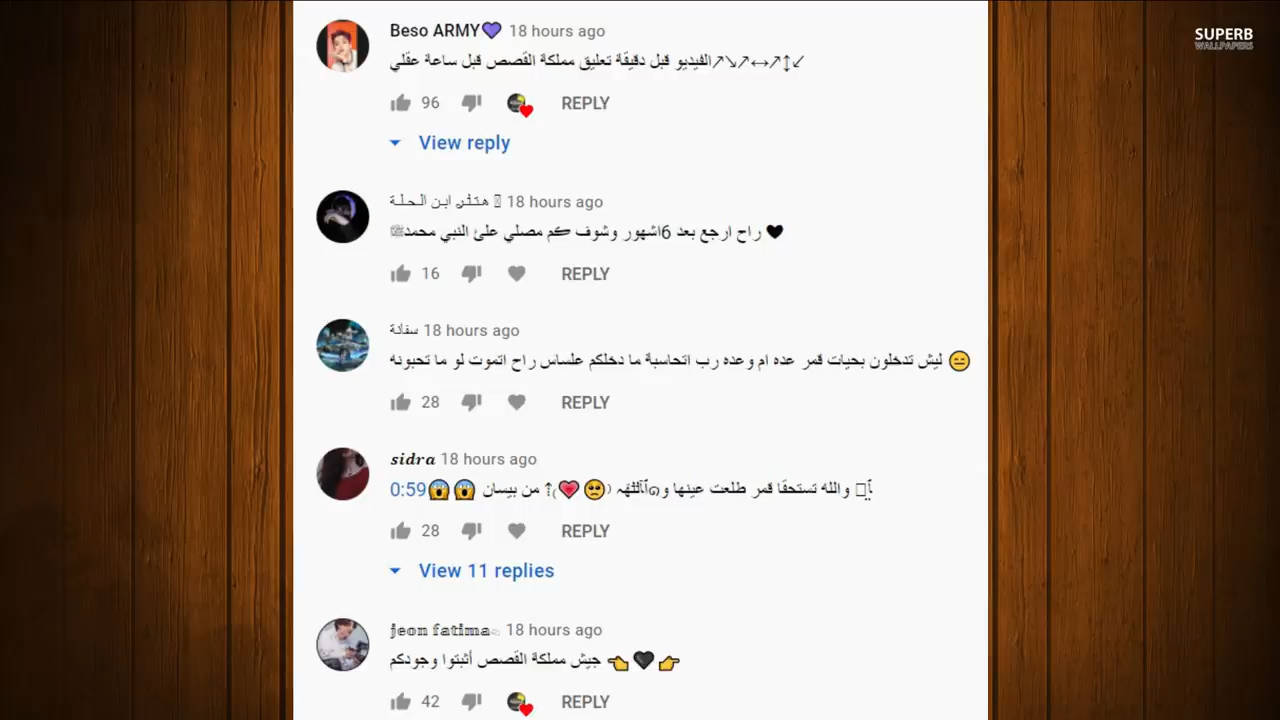 SUPERB
WALLPAPERS
Beso ARMY💜 18 hours ago
الفيديو قبل دقيقة تعليق مملكة القصص قبل ساعة عقلي↗↘↗↔↗↕↙
96 REPLY
View reply
هتلر ابن الحلة 18 hours ago
راح ارجع بعد 6اشهور وشوف ڪم مصلي علئ النبي محمدﷺ 🖤
16 REPLY
سفانة 18 hours ago
ليش تدخلون بحيات قمر عده ام وعده رب اتحاسبة ما دخلكم علساس راح اتموت لو ما تحبونه 😑
28 REPLY
sidra 18 hours ago
0:59😱😱 والله تستحقا قمر طلعت عينها من بيسان ⇡₍💗🥺₎
28 REPLY
View 11 replies
jeon fatima 18 hours ago
جيش مملكة القصص أثبتوا وجودكم 👈🖤👉
42 REPLY